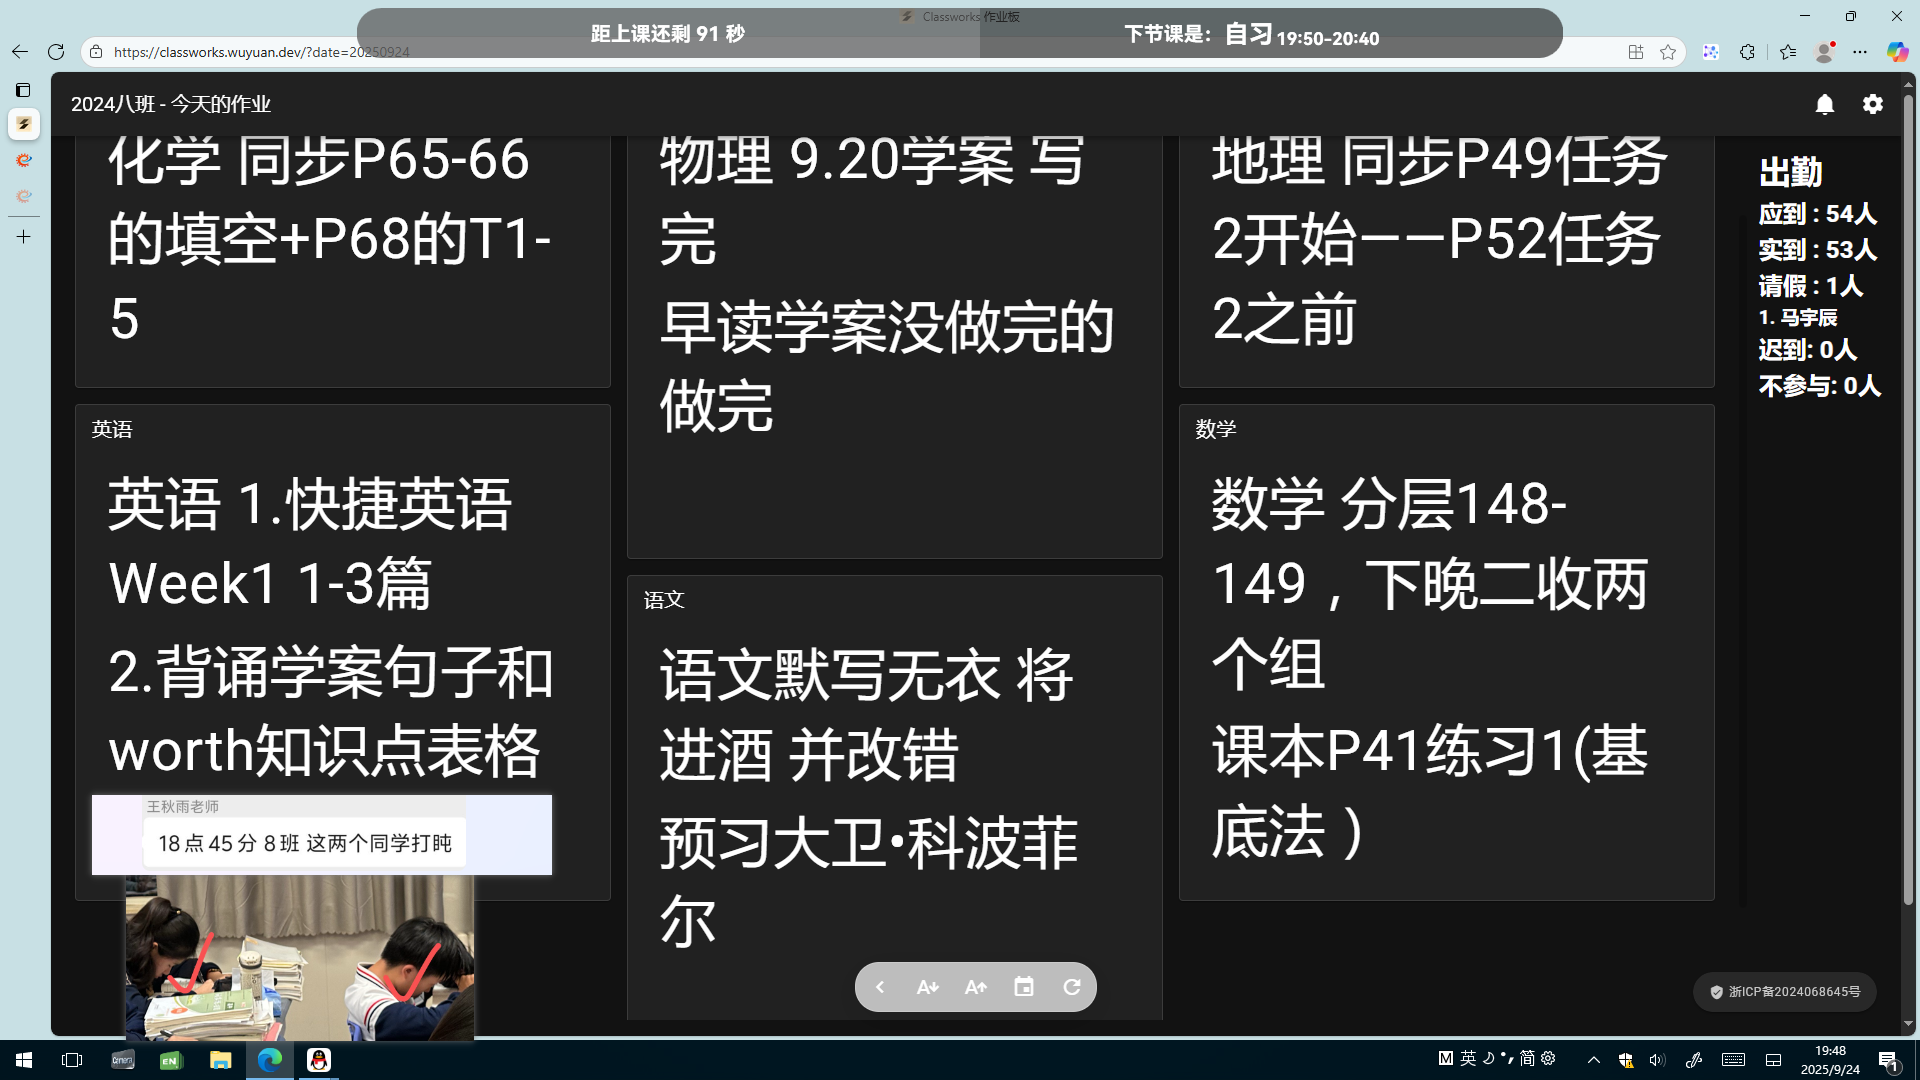 Classworks 作业板
距上课还剩 91 秒
下节课是：自习 19:50-20:40
https://classworks.wuyuan.dev/?date=20250924
2024八班 - 今天的作业
化学 同步P65-66
的填空+P68的T1-
5
物理 9.20学案 写
完
早读学案没做完的
做完
地理 同步P49任务
2开始——P52任务
2之前
出勤
应到 : 54人
实到 : 53人
请假 : 1人
1. 马宇辰
迟到: 0人
不参与: 0人
英语
英语 1.快捷英语
Week1 1-3篇
2.背诵学案句子和
worth知识点表格
王秋雨老师
18点45分 8班 这两个同学打盹
语文
语文默写无衣 将
进酒 并改错
预习大卫•科波菲
尔
数学
数学 分层148-
149，下晚二收两
个组
课本P41练习1(基
底法）
浙ICP备2024068645号
Camera
EN
M 英 简
19:48
2025/9/24
1